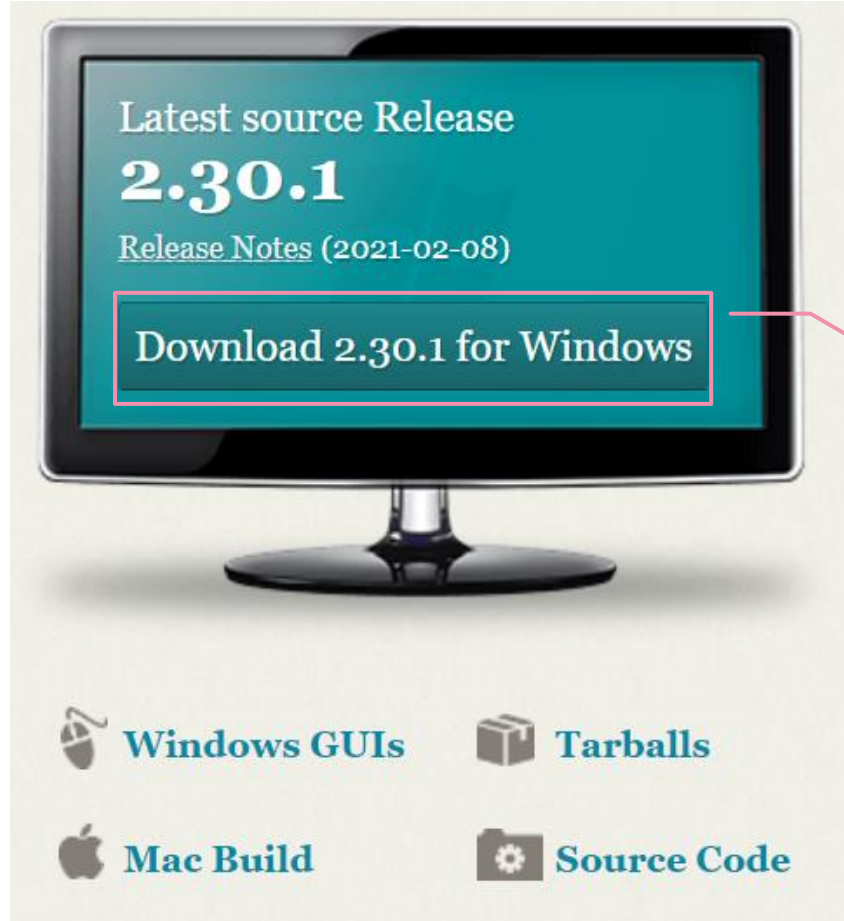 Latest source Release
2.30.1
Release Notes (2021-02-08)
Download 2.30.1 for Windows
Windows GUIs
Tarballs
Mac Build
Source Code